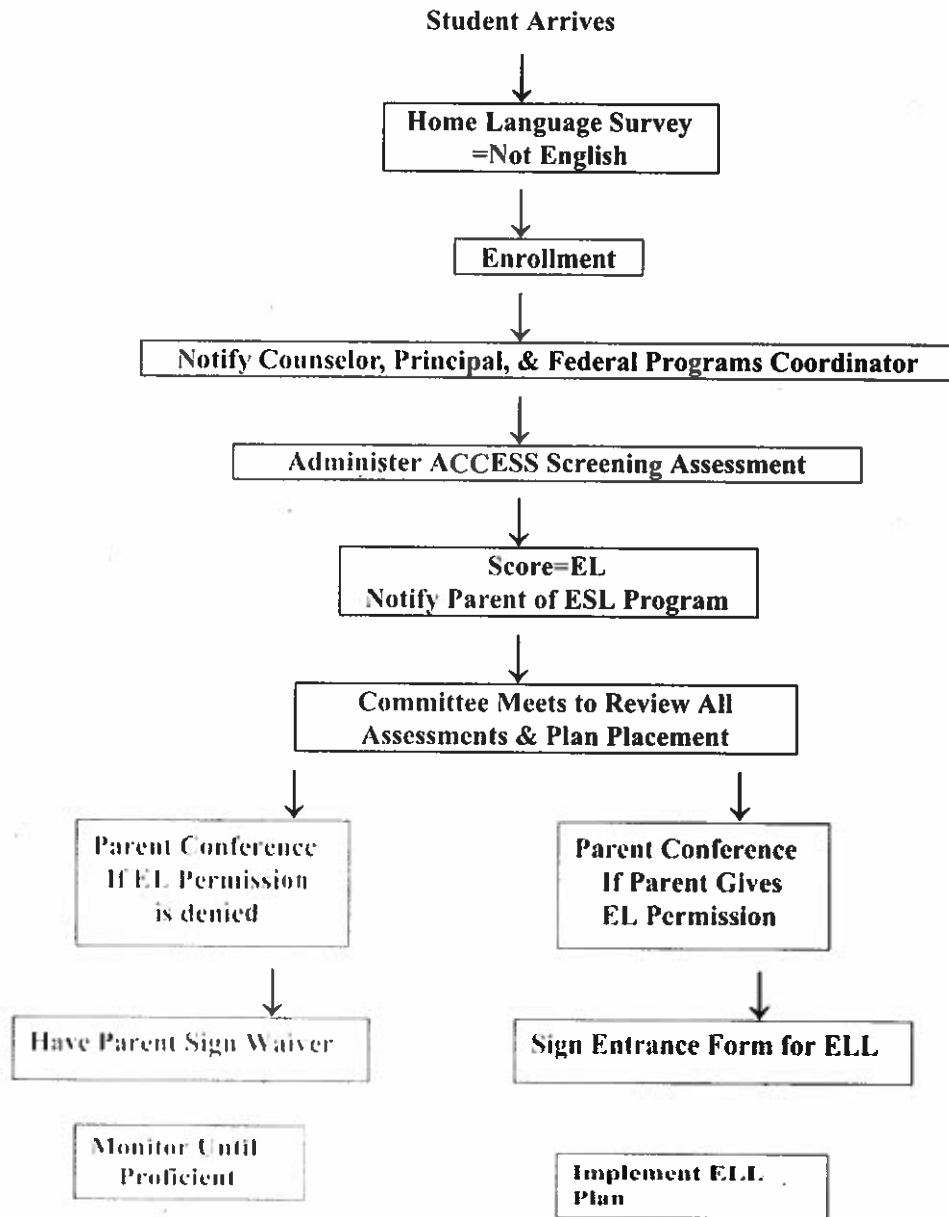 Student Arrives
Home Language Survey
=Not English
Enrollment
Notify Counselor, Principal, & Federal Programs Coordinator
Administer ACCESS Screening Assessment
Score=EL
Notify Parent of ESL Program
Committee Meets to Review All
Assessments & Plan Placement
Parent Conference
If EL Permission
is denied
Parent Conference
If Parent Gives
EL Permission
Have Parent Sign Waiver
Sign Entrance Form for ELL
Monitor Until
Proficient
Implement ELL
Plan